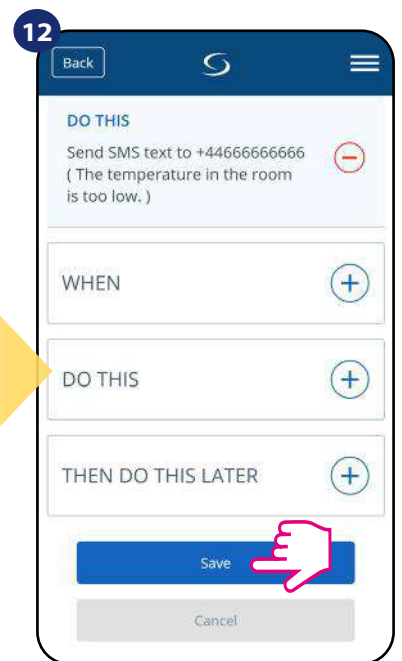 12
Back
DO THIS
Send SMS text to +44666666666
( The temperature in the room
is too low. )
WHEN
DO THIS
THEN DO THIS LATER
Save
Cancel